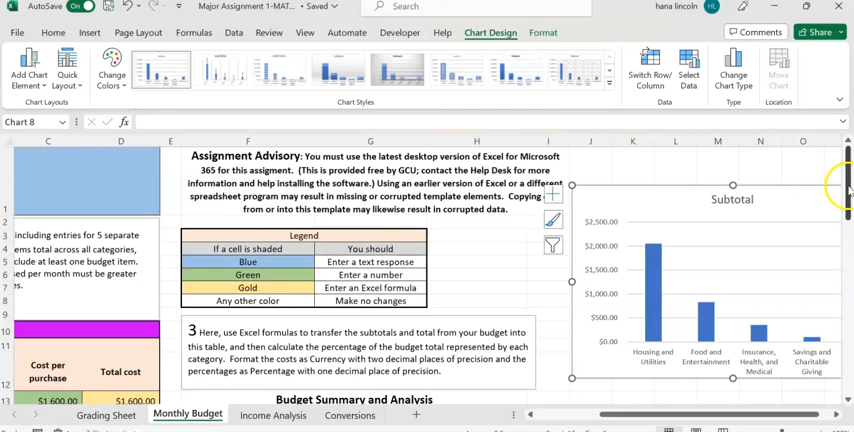 AutoSave On Major Assignment 1-MAT... • Saved Search hana lincoln HL
File Home Insert Page Layout Formulas Data Review View Automate Developer Help Chart Design Format Comments Share
Add Chart Element Quick Layout Change Colors Switch Row/ Column Select Data Change Chart Type Move Chart
Chart Layouts Chart Styles Data Type Location
Chart 8 fx
C D E F G H I J K L M N O
1
2
3
4
5
6
7
8
9
10
11
12
13
including entries for 5 separate
ems total across all categories,
clude at least one budget item.
sed per month must be greater
es.
Cost per
purchase
Total cost
$1,600.00 $1,600.00
Assignment Advisory: You must use the latest desktop version of Excel for Microsoft
365 for this assigment. (This is provided free by GCU; contact the Help Desk for more
information and help installing the software.) Using an earlier version of Excel or a different
spreadsheet program may result in missing or corrupted template elements. Copying
from or into this template may likewise result in corrupted data.
Legend
If a cell is shaded You should
Blue Enter a text response
Green Enter a number
Gold Enter an Excel formula
Any other color Make no changes
3 Here, use Excel formulas to transfer the subtotals and total from your budget into
this table, and then calculate the percentage of the budget total represented by each
category. Format the costs as Currency with two decimal places of precision and the
percentages as Percentage with one decimal place of precision.
Budget Summary and Analysis
Subtotal
$2,500.00
$2,000.00
$1,500.00
$1,000.00
$500.00
$0.00
Housing and Utilities
Food and Entertainment
Insurance, Health, and Medical
Savings and Charitable Giving
Grading Sheet Monthly Budget Income Analysis Conversions